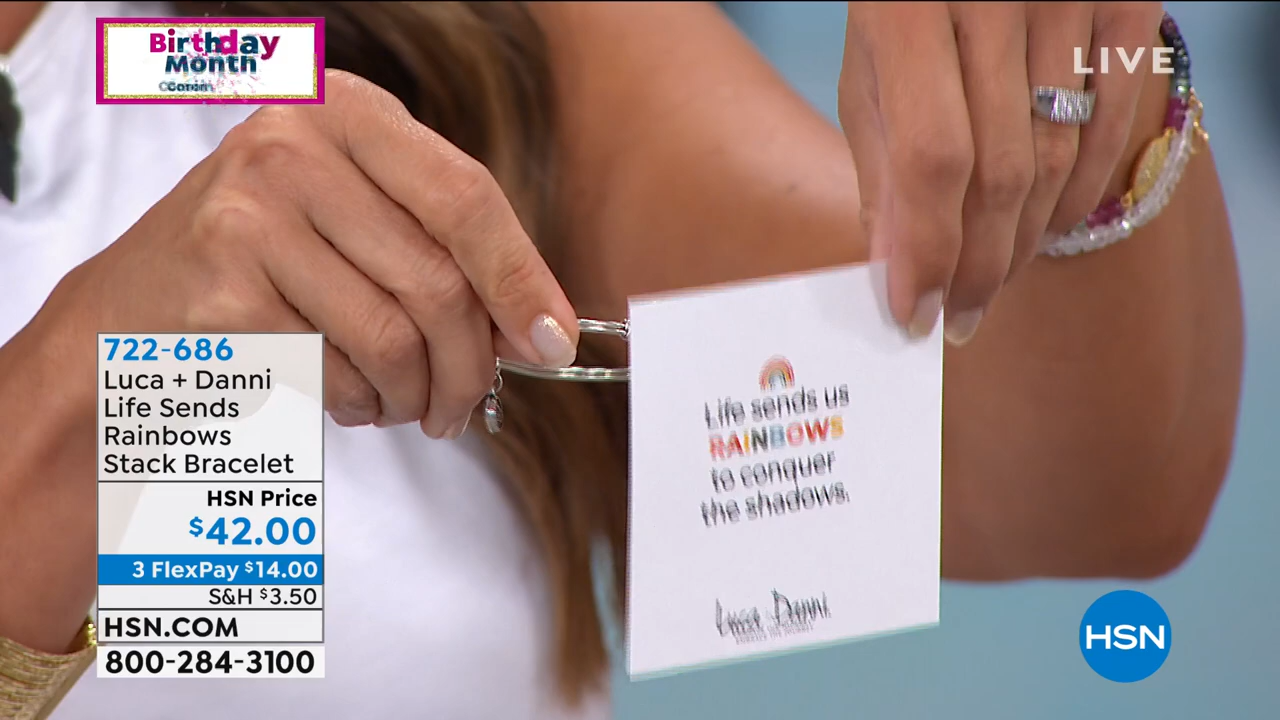 Birthday
Month
LIVE
722-686
Luca + Danni
Life Sends
Rainbows
Stack Bracelet
HSN Price
$42.00
3 FlexPay $14.00
S&H $3.50
HSN.COM
800-284-3100
Life sends us
RAINBOWS
to conquer
the shadows.
Luca + Danni
HSN